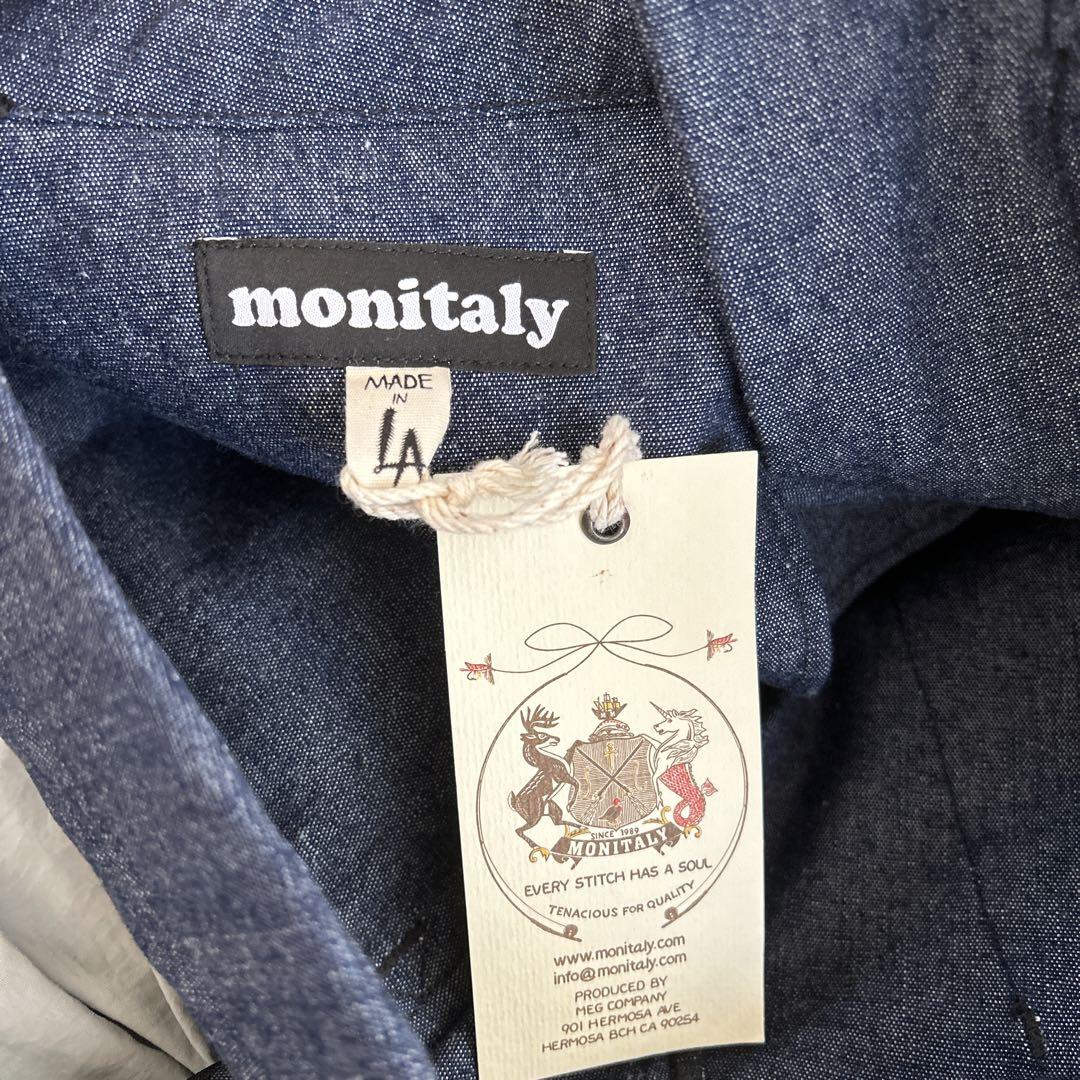 monitaly
MADE
IN
LA
SINCE 1989
MONITALY
EVERY STITCH HAS A SOUL
TENACIOUS FOR QUALITY
www.monitaly.com
info@monitaly.com
PRODUCED BY
MEG COMPANY
901 HERMOSA AVE
HERMOSA BCH CA 90254